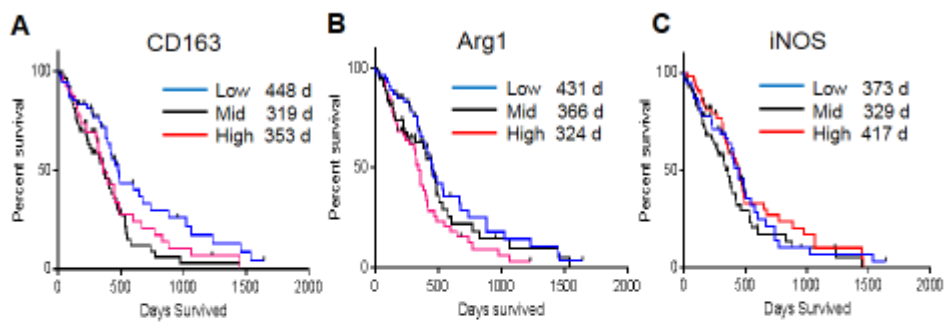 A
CD163
Percent survival
100
50
0
Low 448 d
Mid 319 d
High 353 d
0 500 1000 1500 2000
Days Survived
B
Arg1
Percent survival
100
50
0
Low 431 d
Mid 366 d
High 324 d
0 500 1000 1500 2000
Days survived
C
iNOS
Percent survival
100
50
0
Low 373 d
Mid 329 d
High 417 d
0 500 1000 1500 2000
Days Survived